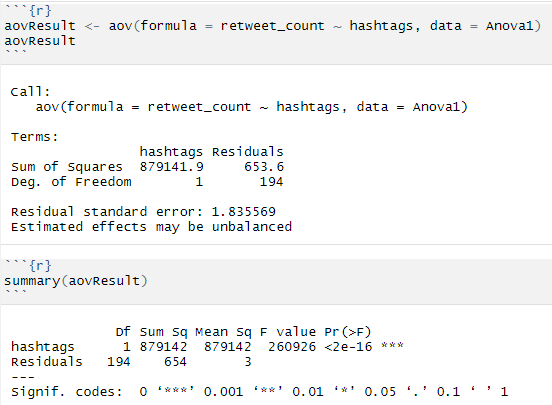 ```{r}
aovResult <- aov(formula = retweet_count ~ hashtags, data = Anova1)
aovResult
```
Call:
   aov(formula = retweet_count ~ hashtags, data = Anova1)
Terms:
                hashtags Residuals
Sum of Squares  879141.9     653.6
Deg. of Freedom        1       194
Residual standard error: 1.835569
Estimated effects may be unbalanced
```{r}
summary(aovResult)
```
             Df Sum Sq Mean Sq F value Pr(>F)
hashtags      1 879142  879142  260926 <2e-16 ***
Residuals   194    654       3
---
Signif. codes:  0 ‘***’ 0.001 ‘**’ 0.01 ‘*’ 0.05 ‘.’ 0.1 ‘ ’ 1